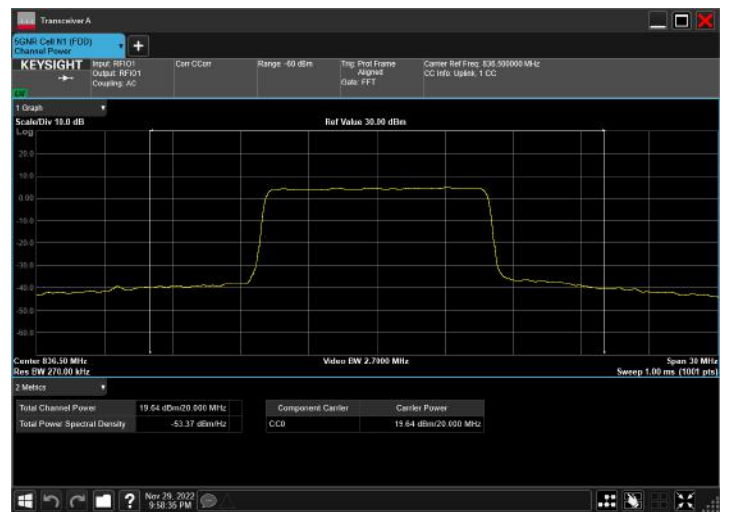 Transceiver A
5GNR Cell N1 (FDD)
Channel Power
KEYSIGHT
Input: RFIO1
Output: RFIO1
Coupling: AC
Corr CCorr
Range -60 dBm
Trig: Prot Frame
Aligned
Gate: FFT
Carrier Ref Freq: 836.500000 MHz
CC Info: Uplink, 1 CC
1 Graph
Scale/Div 10.0 dB
Ref Value 30.00 dBm
Log
20.0
10.0
0.00
-10.0
-20.0
-30.0
-40.0
-50.0
-60.0
Center 836.50 MHz
Video BW 2.7000 MHz
Span 30 MHz
Res BW 270.00 kHz
Sweep 1.00 ms (1001 pts)
2 Metrics
Total Channel Power 19.64 dBm/20.000 MHz
Total Power Spectral Density -53.37 dBm/Hz
Component Carrier Carrier Power
CC0 19.64 dBm/20.000 MHz
Nov 29, 2022
9:58:35 PM